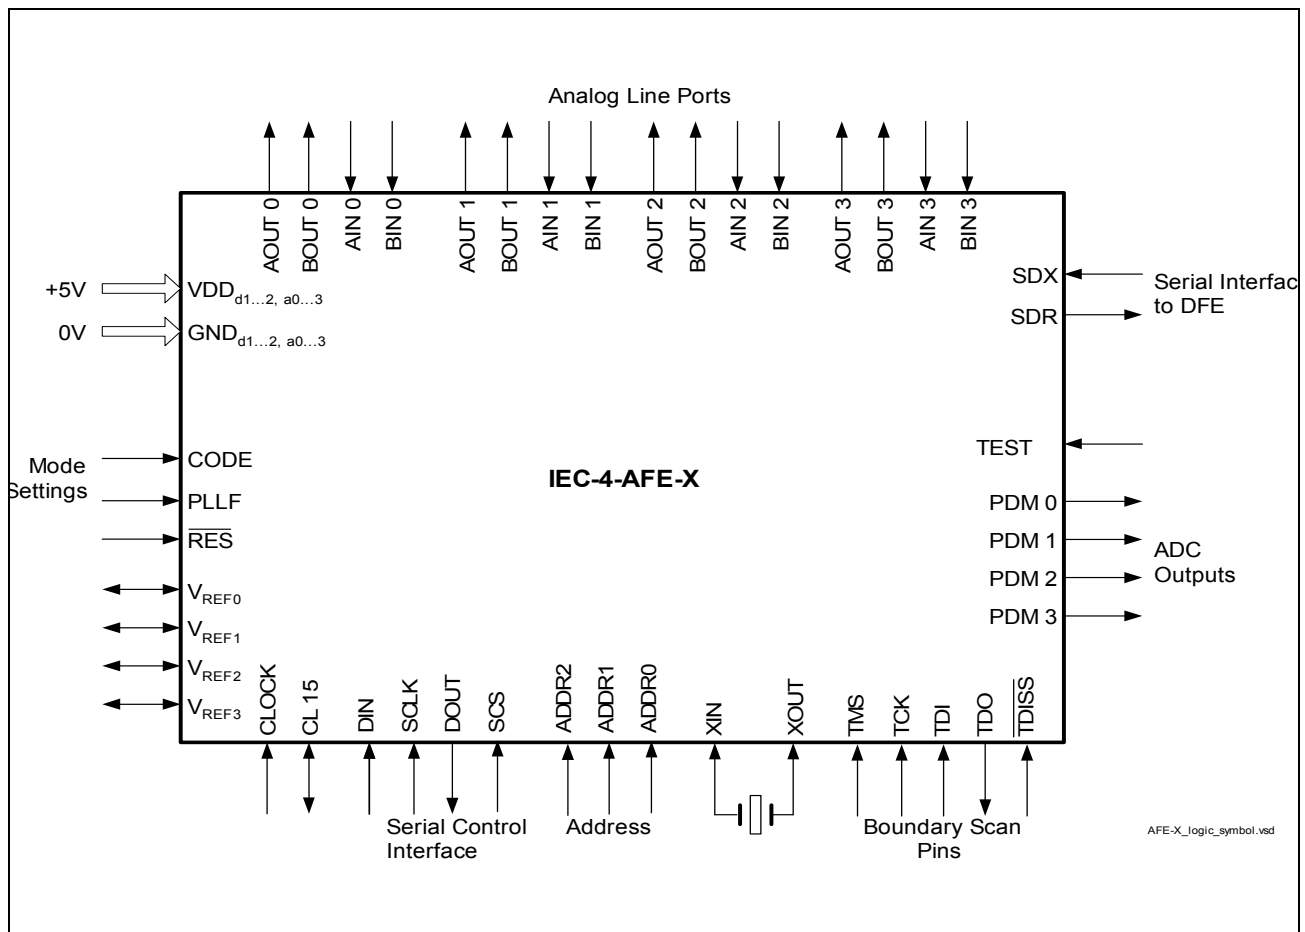 Analog Line Ports
AOUT 0
BOUT 0
AIN 0
BIN 0
AOUT 1
BOUT 1
AIN 1
BIN 1
AOUT 2
BOUT 2
AIN 2
BIN 2
AOUT 3
BOUT 3
AIN 3
BIN 3
+5V
VDD d1...2, a0...3
0V
GND d1...2, a0...3
SDX
SDR
Serial Interfac
to DFE
Mode
Settings
CODE
PLLF
RES
IEC-4-AFE-X
TEST
PDM 0
PDM 1
PDM 2
PDM 3
ADC
Outputs
VREF0
VREF1
VREF2
VREF3
CLOCK
CL 15
DIN
SCLK
DOUT
SCS
ADDR2
ADDR1
ADDR0
XIN
XOUT
TMS
TCK
TDI
TDO
TDISS
Serial Control
Interface
Address
Boundary Scan
Pins
AFE-X_logic_symbol.vsd